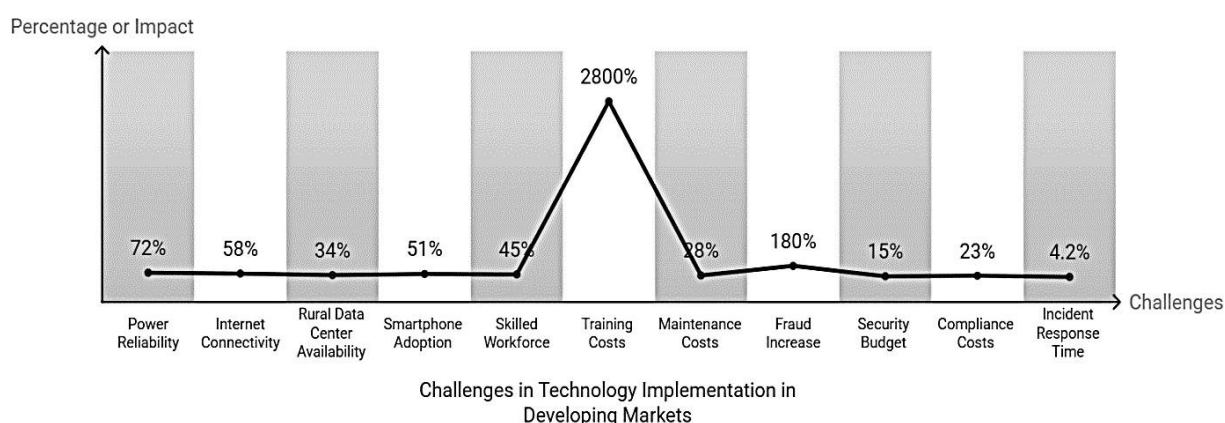 Percentage or Impact
2800%
72%
58%
34%
51%
45%
28%
180%
15%
23%
4.2%
Challenges
Power
Reliability
Internet
Connectivity
Rural Data
Center
Availability
Smartphone
Adoption
Skilled
Workforce
Training
Costs
Maintenance
Costs
Fraud
Increase
Security
Budget
Compliance
Costs
Incident
Response
Time
Challenges in Technology Implementation in
Developing Markets